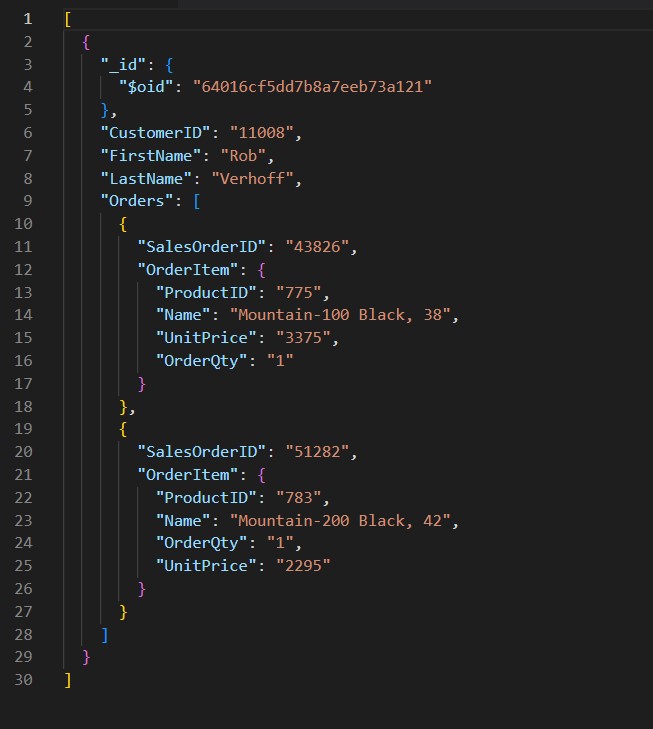 1 [
2   {
3     "_id": {
4       "$oid": "64016cf5dd7b8a7eeb73a121"
5     },
6     "CustomerID": "11008",
7     "FirstName": "Rob",
8     "LastName": "Verhoff",
9     "Orders": [
10       {
11         "SalesOrderID": "43826",
12         "OrderItem": {
13           "ProductID": "775",
14           "Name": "Mountain-100 Black, 38",
15           "UnitPrice": "3375",
16           "OrderQty": "1"
17         }
18       },
19       {
20         "SalesOrderID": "51282",
21         "OrderItem": {
22           "ProductID": "783",
23           "Name": "Mountain-200 Black, 42",
24           "OrderQty": "1",
25           "UnitPrice": "2295"
26         }
27       }
28     ]
29   }
30 ]